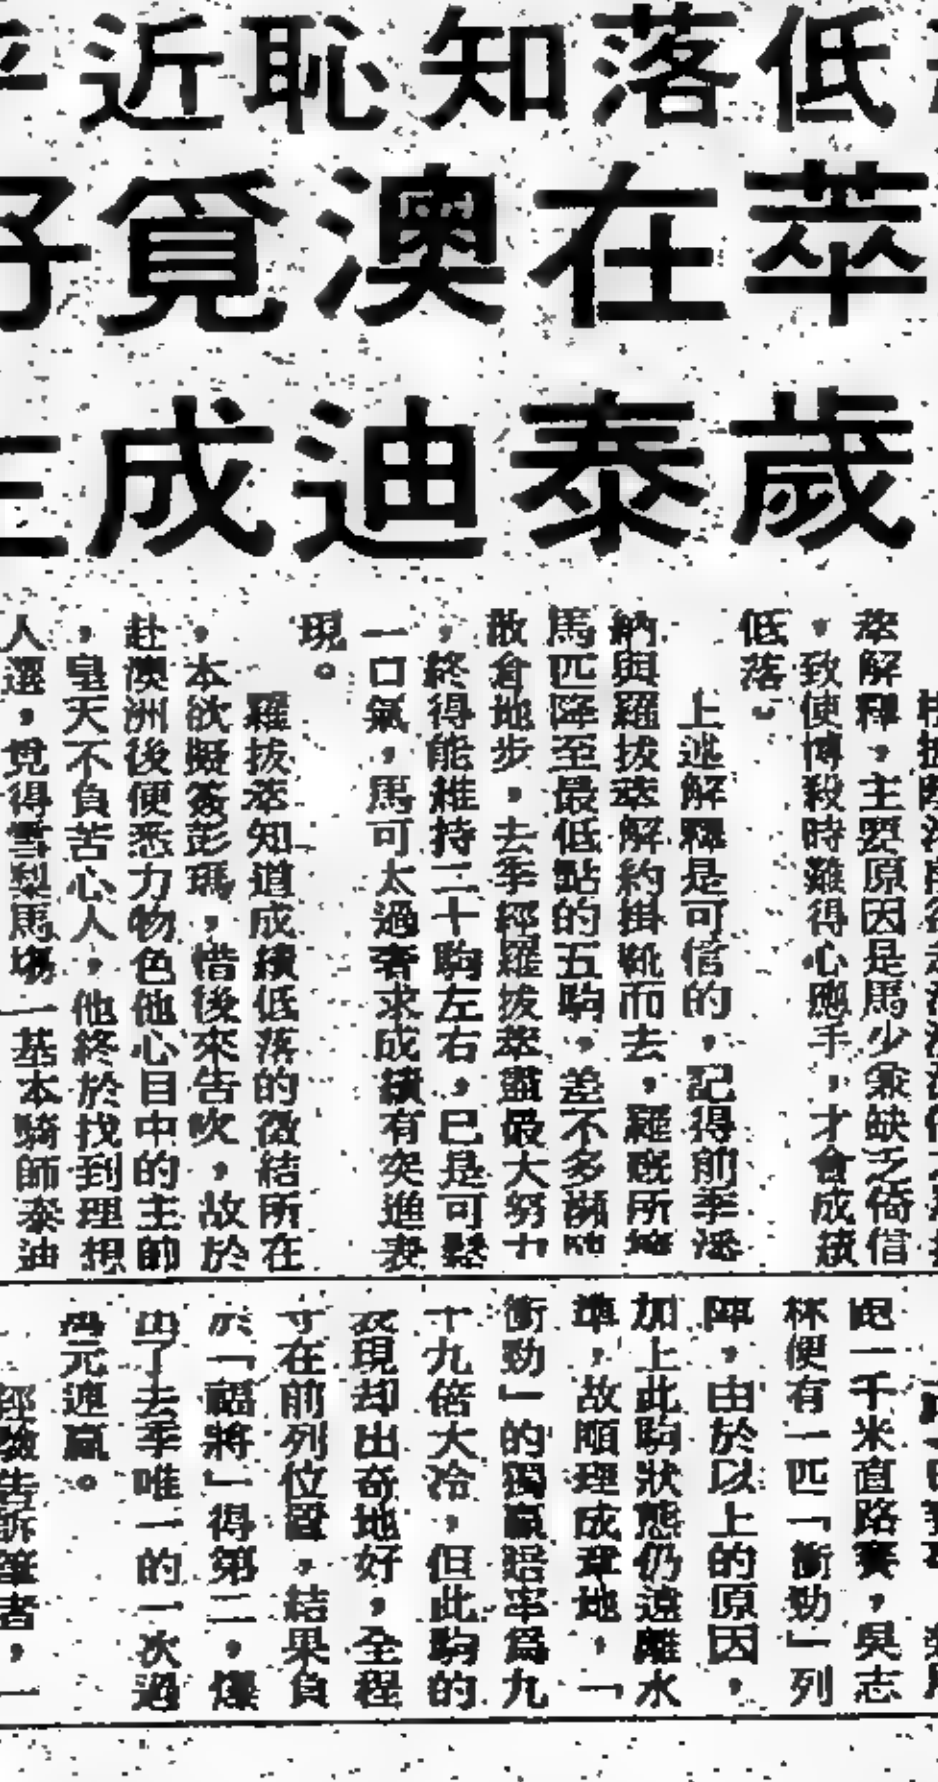 低落知恥近乎
萃在澳覓好
歲泰迪成
萃解釋，主要原因是馬少兼缺乏倚信
，致使博殺時難得心應手，才會成績
低落。
上述解釋是可信的，記得前季潘
納與羅拔萃解約掛靴而去，羅廐所擁
馬匹降至最低點的五駒，差不多瀕臨
散倉地步，去季經羅拔萃盡最大努力
，終得能維持二十駒左右，已是可鬆
一口氣，馬可太過奢求成績有突進表
現。
羅拔萃知道成績低落的徵結所在
，本欲擬簽彭瑪，惜後來告吹，故於
赴澳洲後便悉力物色他心目中的主帥
，皇天不負苦心人，他終於找到理想
人選，覓得雪梨馬場一基本騎師泰迪
跑一千米直路賽，吳志
杯便有一匹「衝勁」列
陣，由於以上的原因，
加上此駒狀態仍遠離水
準，故順理成章地，「
衝勁」的獨贏賠率為九
十九倍大冷，但此駒的
表現却出奇地好，全程
守在前列位置，結果負
於「福將」得第二，爆
出了去季唯一的一次過
萬元連贏。
經驗告訴筆者，一